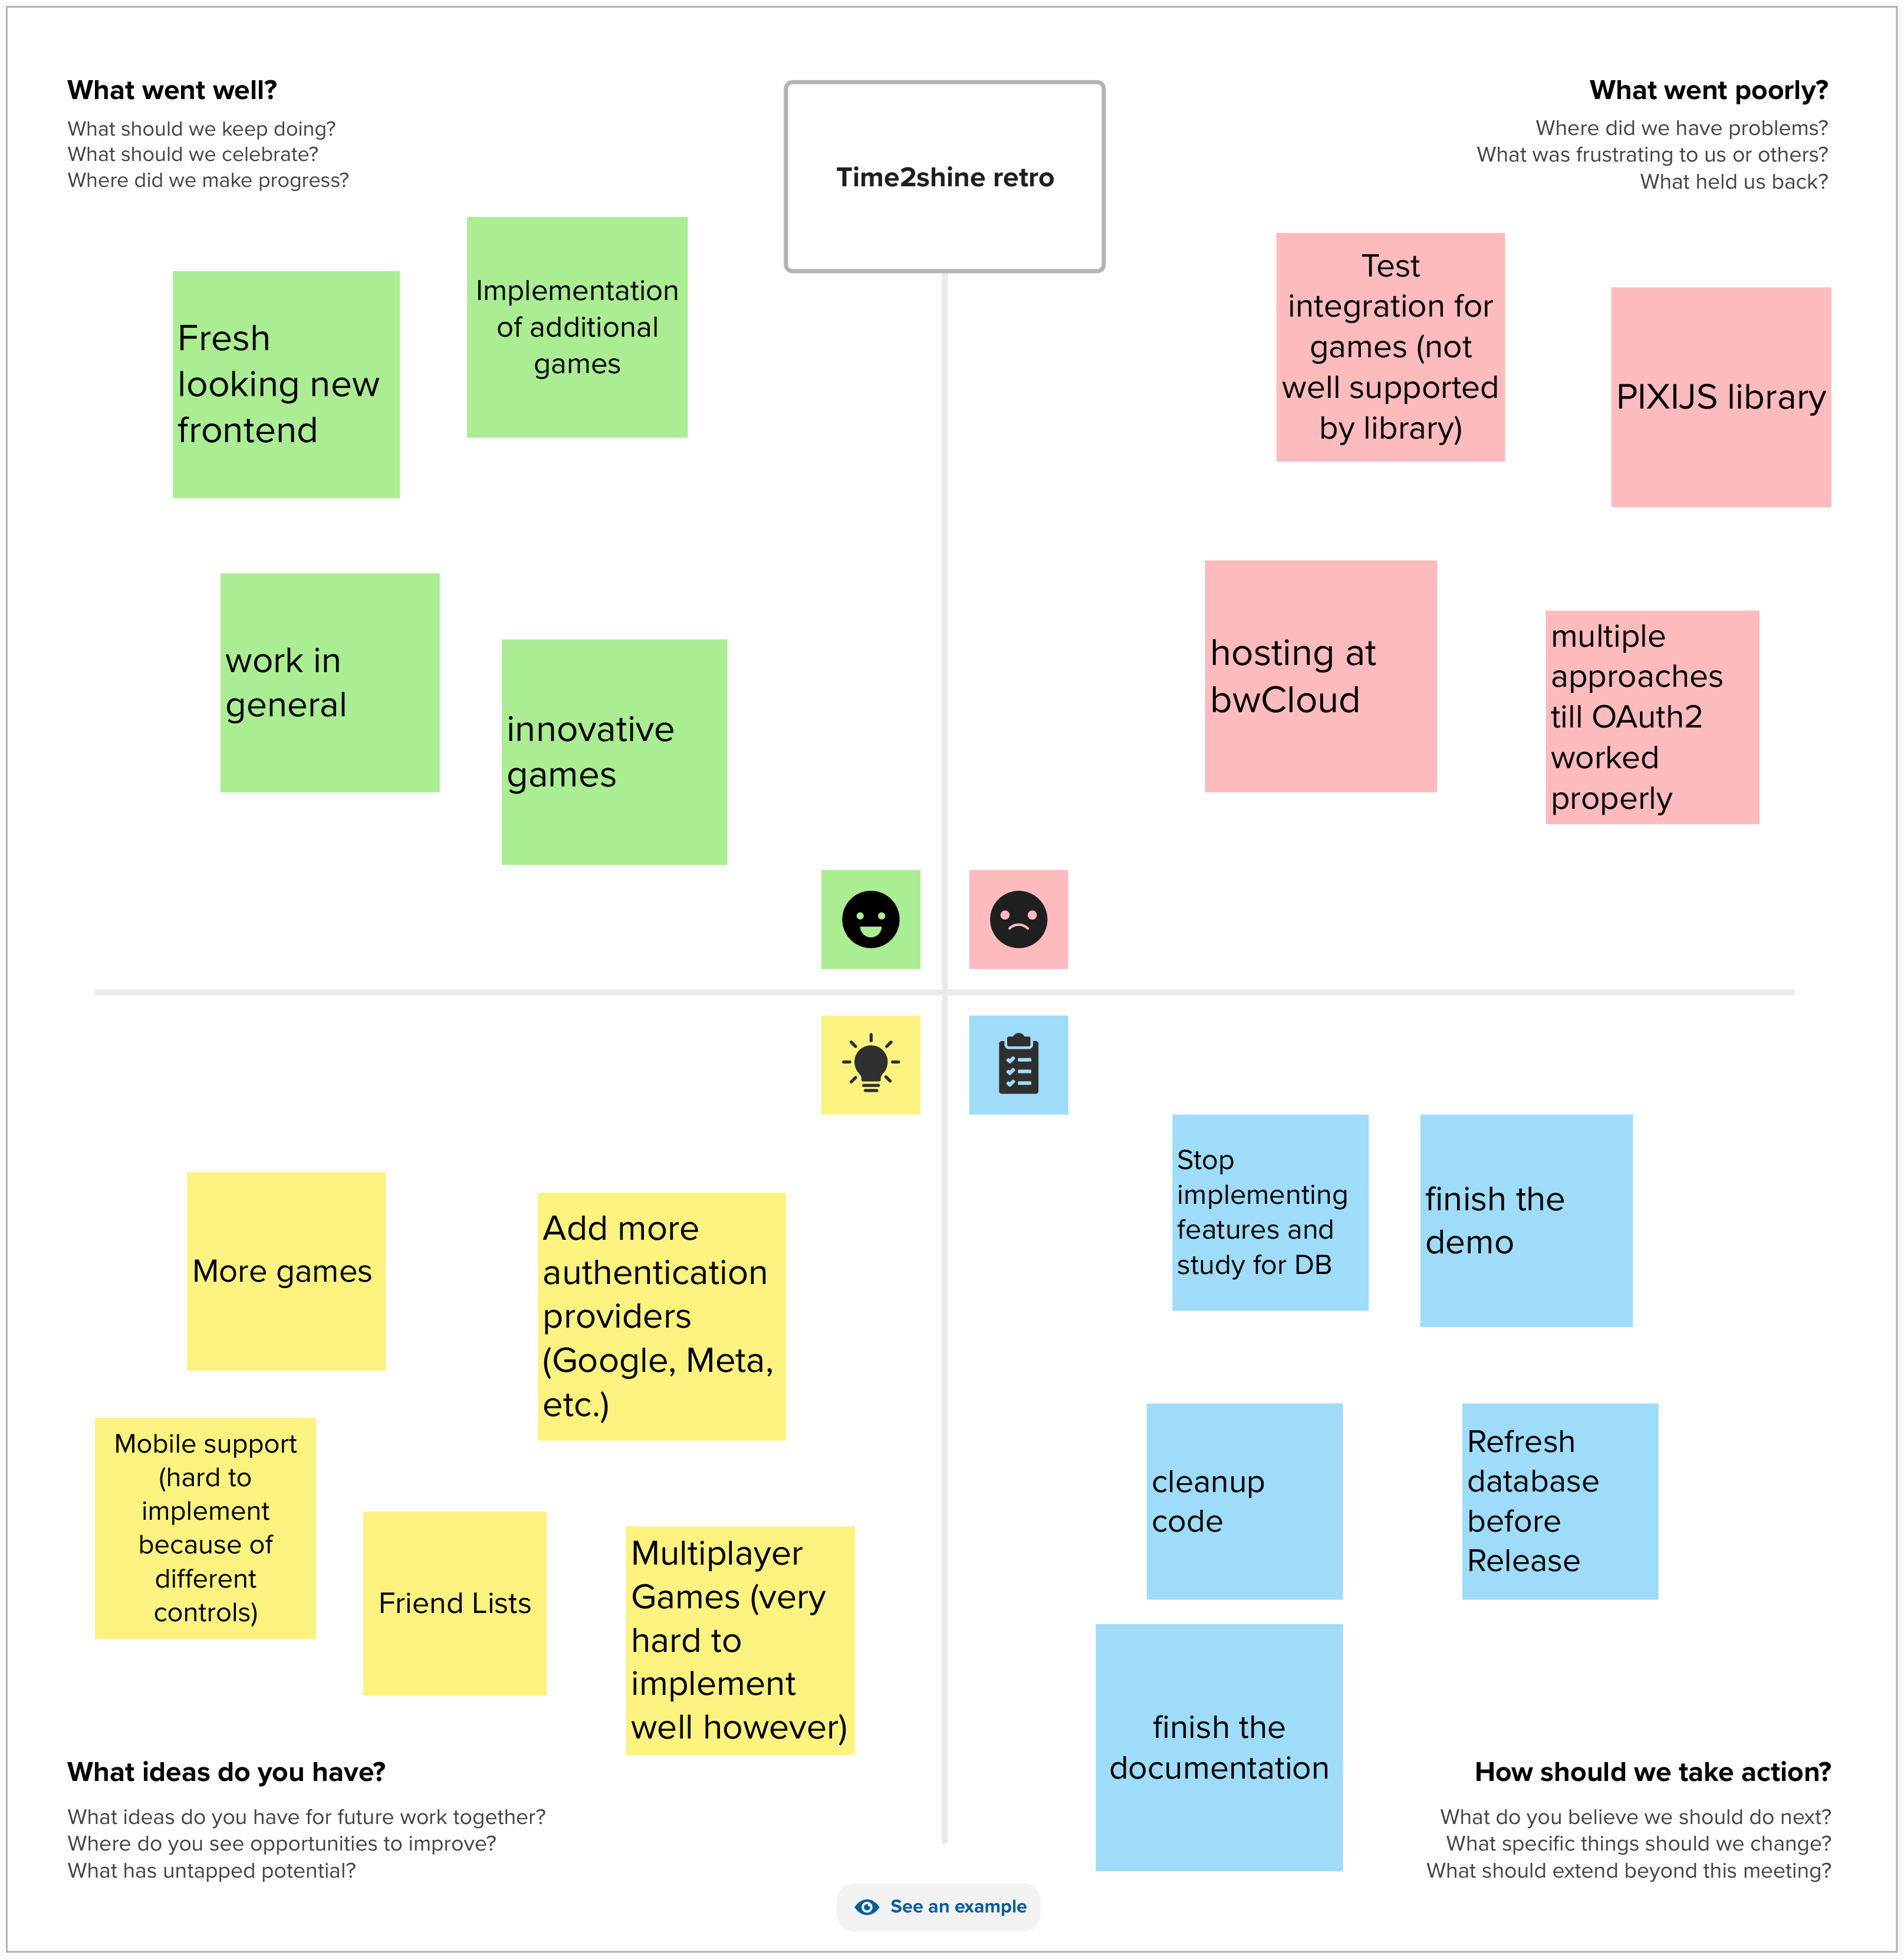 What went well?
What should we keep doing?
What should we celebrate?
Where did we make progress?
Time2shine retro
What went poorly?
Where did we have problems?
What was frustrating to us or others?
What held us back?
Fresh
looking new
frontend
Implementation
of additional
games
work in
general
innovative
games
Test
integration for
games (not
well supported
by library)
PIXIJS library
hosting at
bwCloud
multiple
approaches
till OAuth2
worked
properly
More games
Add more
authentication
providers
(Google, Meta,
etc.)
Mobile support
(hard to
implement
because of
different
controls)
Friend Lists
Multiplayer
Games (very
hard to
implement
well however)
Stop
implementing
features and
study for DB
finish the
demo
cleanup
code
Refresh
database
before
Release
finish the
documentation
What ideas do you have?
What ideas do you have for future work together?
Where do you see opportunities to improve?
What has untapped potential?
How should we take action?
What do you believe we should do next?
What specific things should we change?
What should extend beyond this meeting?
See an example